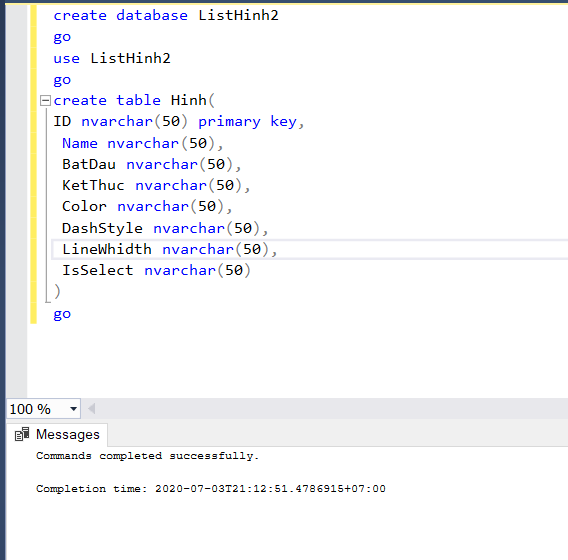 create database ListHinh2
go
use ListHinh2
go
create table Hinh(
ID nvarchar(50) primary key,
Name nvarchar(50),
BatDau nvarchar(50),
KetThuc nvarchar(50),
Color nvarchar(50),
DashStyle nvarchar(50),
LineWhidth nvarchar(50),
IsSelect nvarchar(50)
)
go
100 %
Messages
Commands completed successfully.
Completion time: 2020-07-03T21:12:51.4786915+07:00